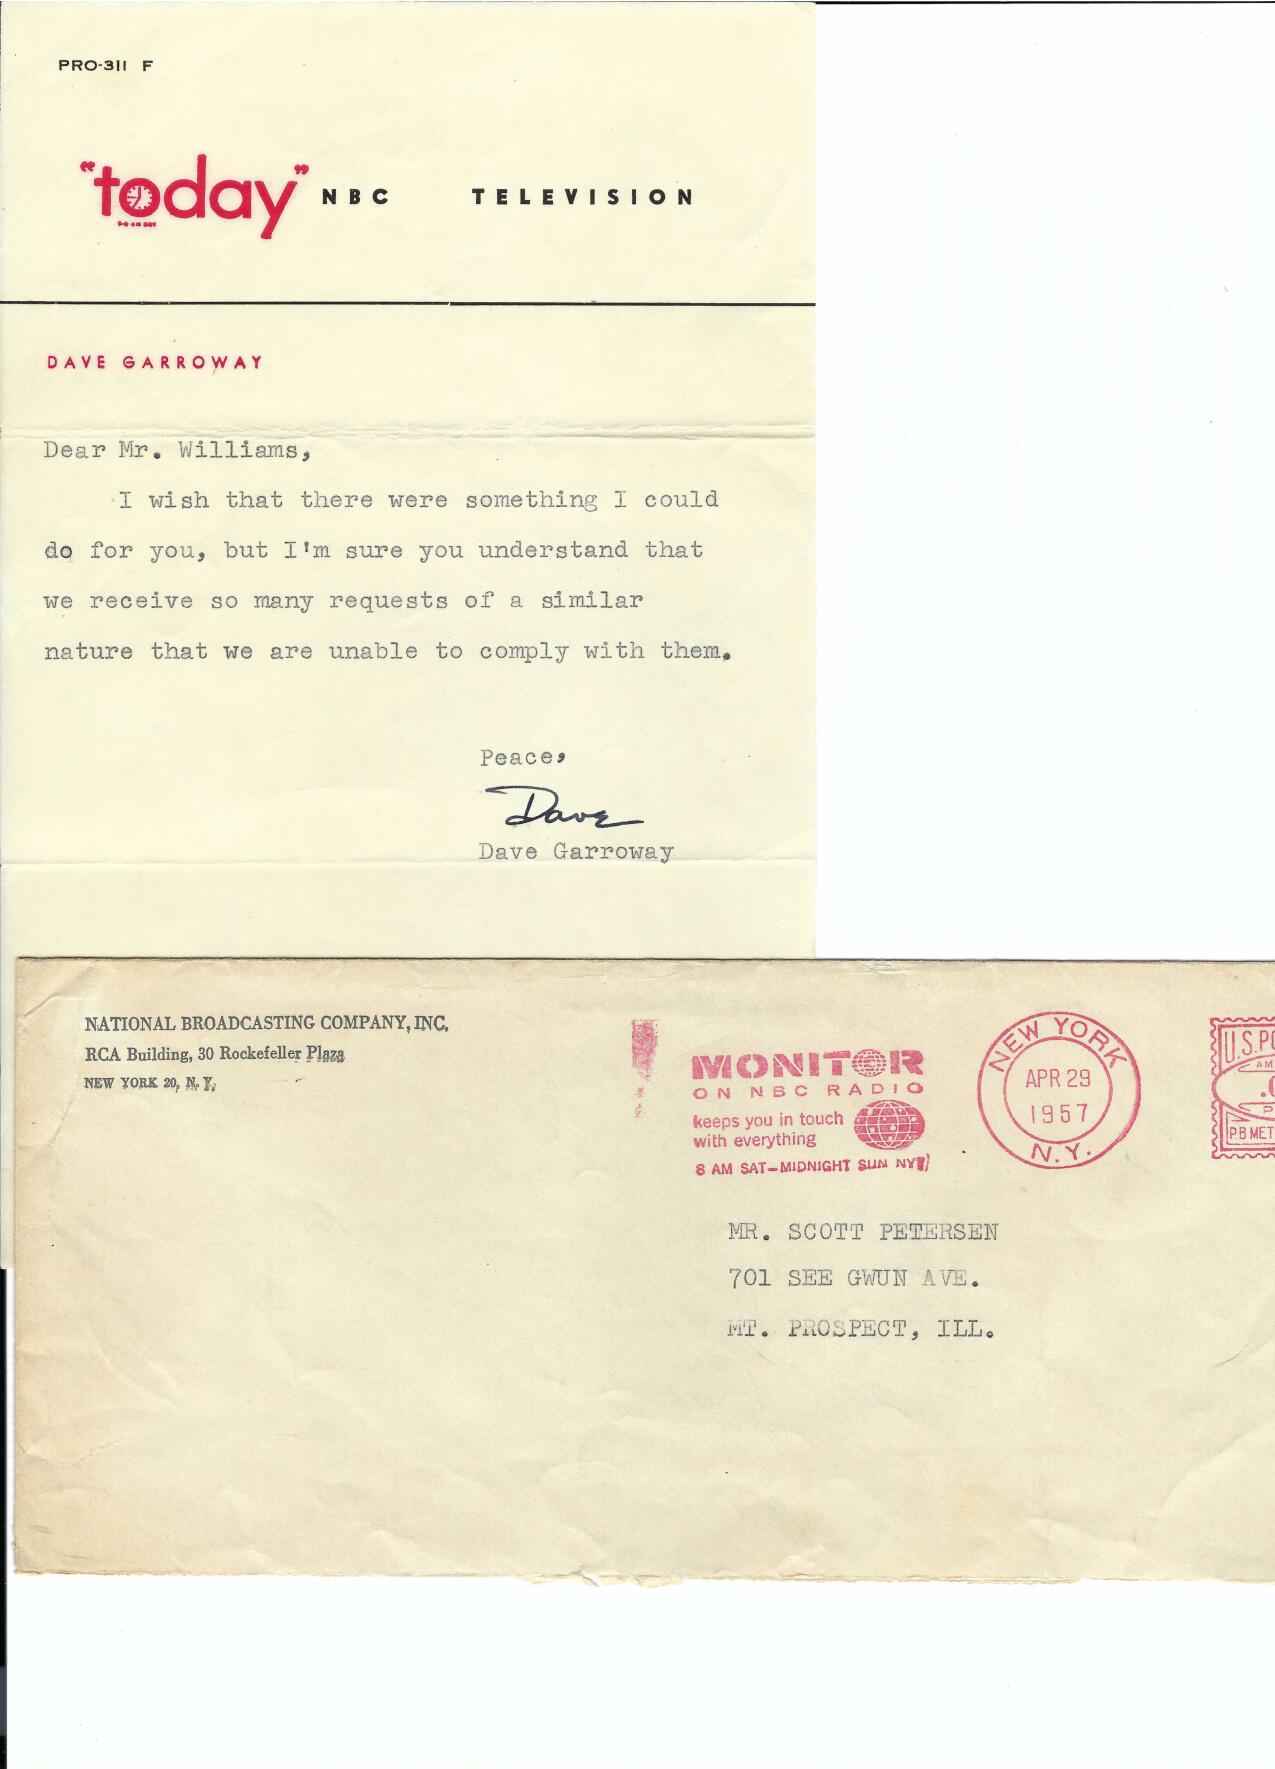 PRO-311 F
"today" NBC TELEVISION
DAVE GARROWAY
Dear Mr. Williams,
I wish that there were something I could
do for you, but I'm sure you understand that
we receive so many requests of a similar
nature that we are unable to comply with them.
Peace,
Dave
Dave Garroway
NATIONAL BROADCASTING COMPANY, INC.
RCA Building, 30 Rockefeller Plaza
NEW YORK 20, N. Y.
MONITOR
ON NBC RADIO
keeps you in touch
with everything
8 AM SAT-MIDNIGHT SUN NYT
NEW YORK
APR 29
1957
N.Y.
U.S.PO
AM
P
P.B MET
MR. SCOTT PETERSEN
701 SEE GWUN AVE.
MT. PROSPECT, ILL.